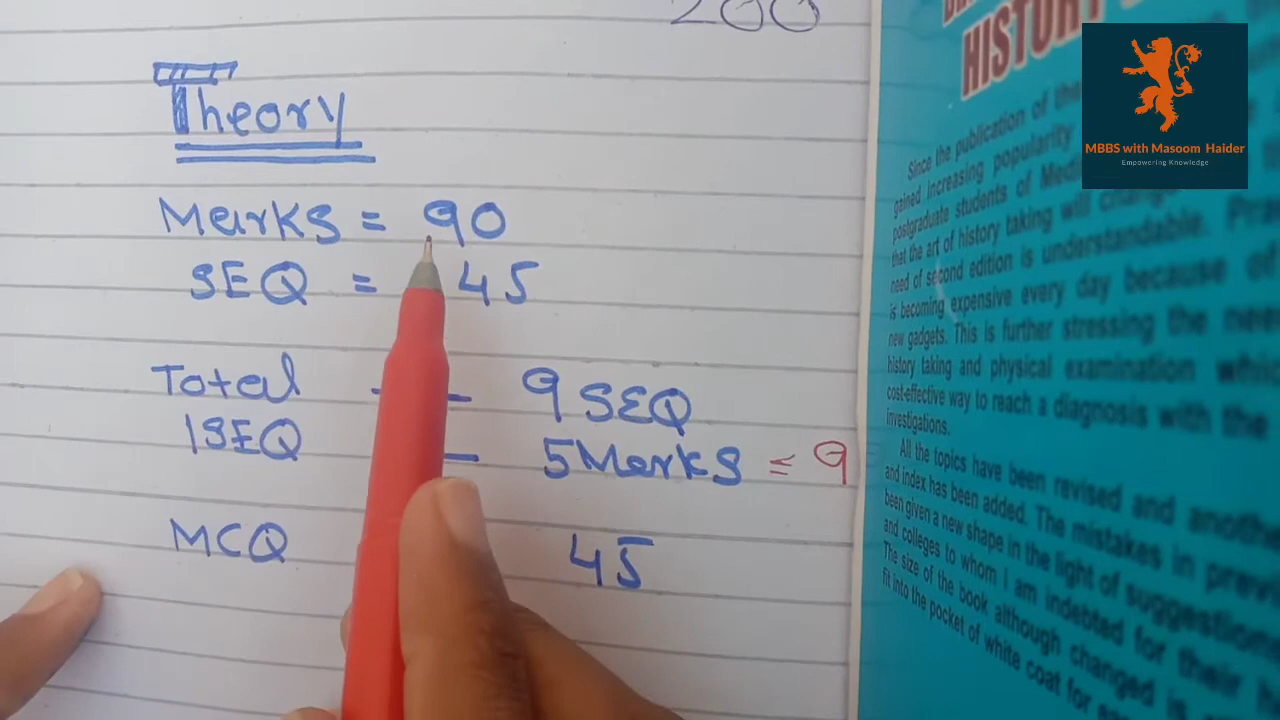 200
Theory
Marks = 90
SEQ = 45
Total - - 9 SEQ
1 SEQ - 5 Marks = 9
MCQ 45
HISTORY
Since the publication of the
gained increasing popularity
postgraduate students of
that the art of history taking will
need of second edition is understandable.
is becoming expensive every day because of
new gadgets. This is further stressing the need
history taking and physical examination
cost-effective way to reach a diagnosis with the
investigations.
All the topics have been revised and
and index has been added. The mistakes in
been given a new shape in the light of suggestions
and colleges to whom I am indebted for their
The size of the book although changed is
fit into the pocket of white coat for
MBBS with Masoom Haider
Empowering Knowledge